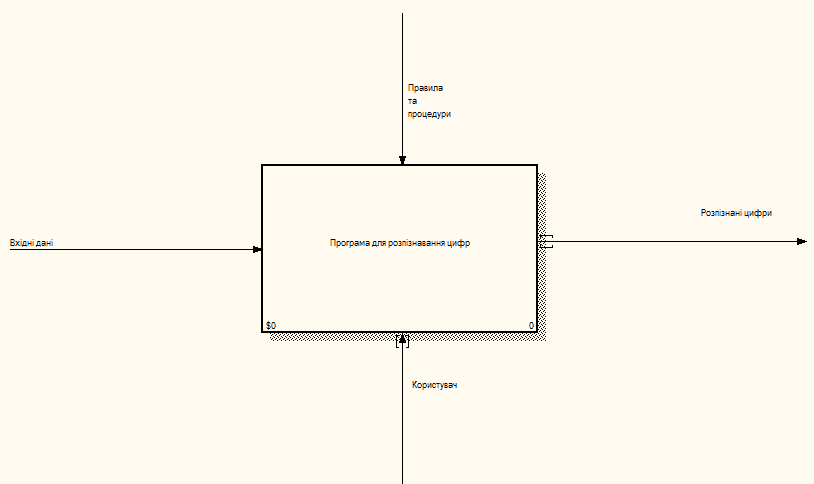 Правила
та
процедури
Розпізнані цифри
Вхідні дані
Програма для розпізнавання цифр
$0
0
Користувач